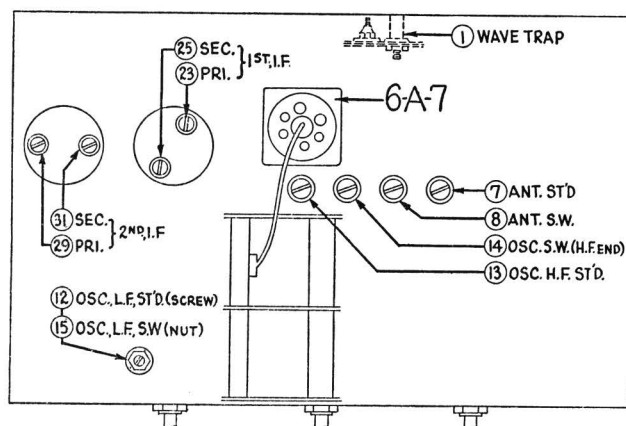 25 SEC.
23 PRI.
1ST, I.F.
1 WAVE TRAP
6-A-7
31 SEC.
29 PRI.
2ND, I.F
7 ANT. ST'D
8 ANT. S.W.
14 OSC. S.W. (H.F. END)
13 OSC. H.F. ST'D.
12 OSC., L.F., ST'D. (SCREW)
15 OSC., L.F., S.W (NUT)